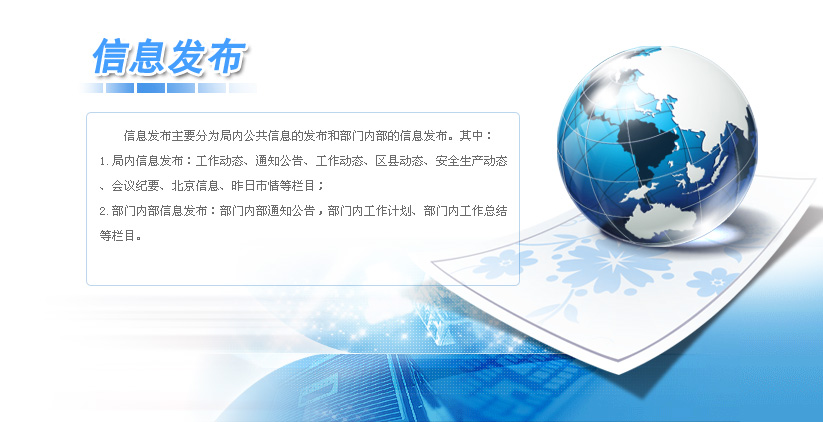 信息发布
信息发布主要分为局内公共信息的发布和部门内部的信息发布。其中：
1.局内信息发布：工作动态、通知公告、工作动态、区县动态、安全生产动态
、会议纪要、北京信息、昨日市情等栏目；
2.部门内部信息发布：部门内部通知公告，部门内工作计划、部门内工作总结
等栏目。